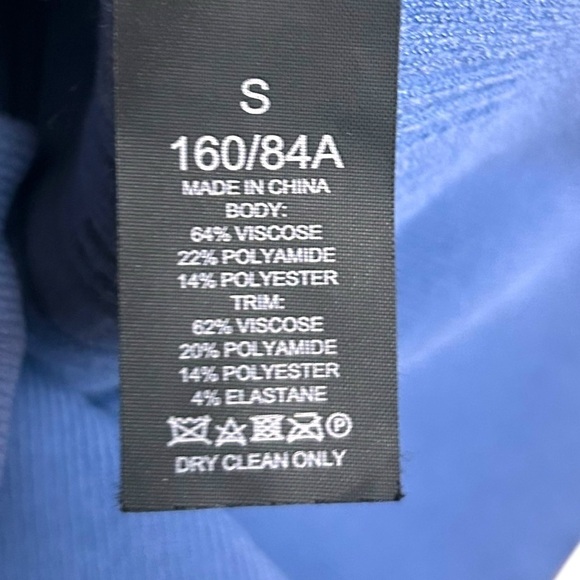 S
160/84A
MADE IN CHINA
BODY:
64% VISCOSE
22% POLYAMIDE
14% POLYESTER
TRIM:
62% VISCOSE
20% POLYAMIDE
14% POLYESTER
4% ELASTANE
P
DRY CLEAN ONLY